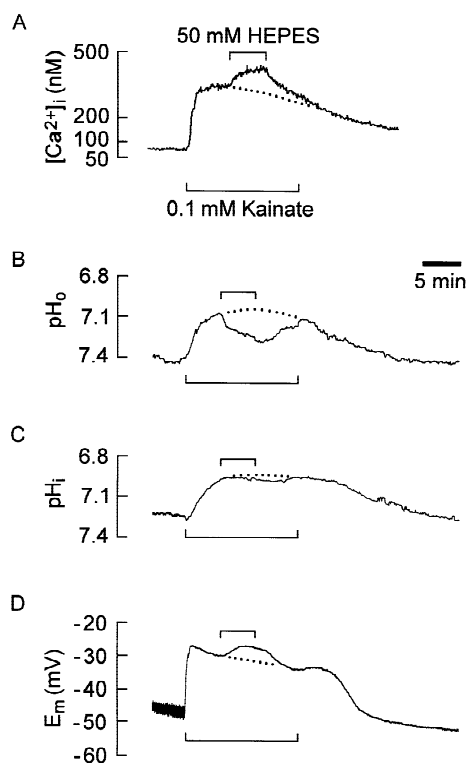 A
50 mM HEPES
[Ca²⁺]ᵢ (nM)
500
200
100
50
0.1 mM Kainate
B
5 min
pHₒ
6.8
7.1
7.4
C
pHᵢ
6.8
7.1
7.4
D
Eₘ (mV)
-20
-30
-40
-50
-60